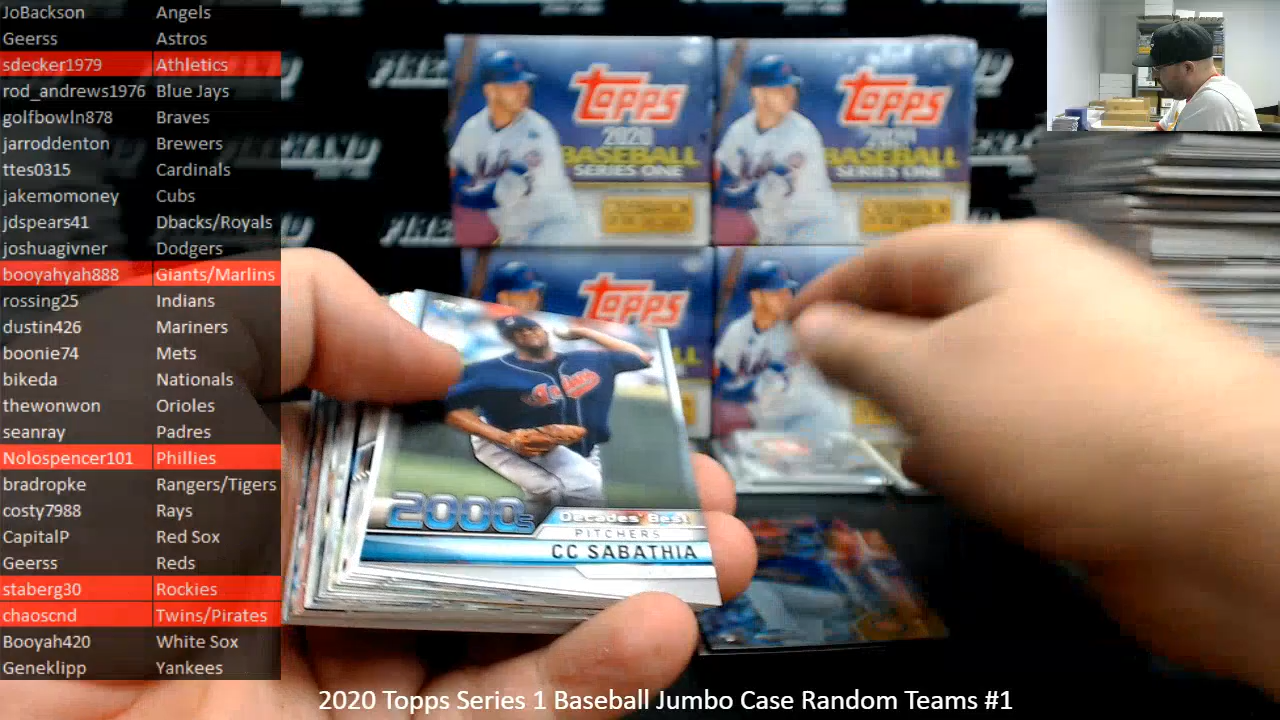 JoBackson Angels
Geerss Astros
sdecker1979 Athletics
rod_andrews1976 Blue Jays
golfbowln878 Braves
jarroddenton Brewers
ttes0315 Cardinals
jakemomoney Cubs
jdspears41 Dbacks/Royals
joshuagivner Dodgers
booyahyah888 Giants/Marlins
rossing25 Indians
dustin426 Mariners
boonie74 Mets
bikeda Nationals
thewonwon Orioles
seanray Padres
Nolospencer101 Phillies
bradropke Rangers/Tigers
costy7988 Rays
CapitalP Red Sox
Geerss Reds
staberg30 Rockies
chaoscnd Twins/Pirates
Booyah420 White Sox
Geneklipp Yankees
Topps
2020
BASEBALL
SERIES ONE
Topps
BASEBALL
SERIES ONE
Topps
Indians
2000s
Decades' Best
PITCHERS
CC SABATHIA
2020 Topps Series 1 Baseball Jumbo Case Random Teams #1